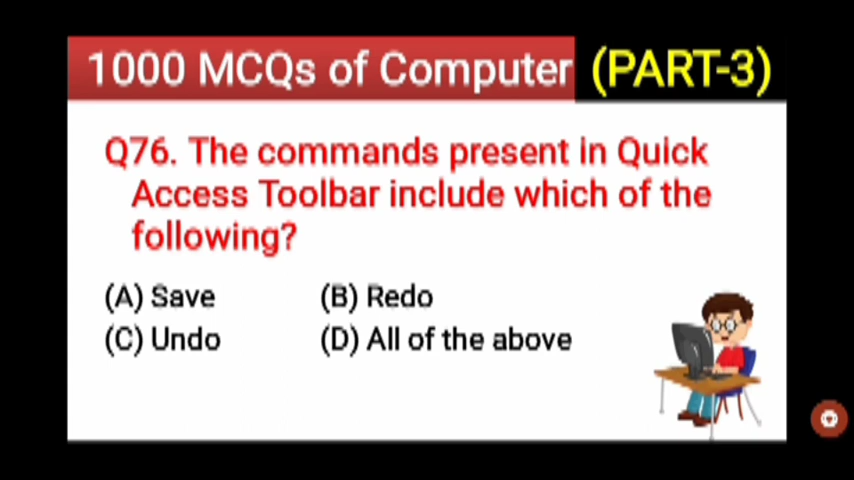 1000 MCQs of Computer (PART-3)
Q76. The commands present in Quick
Access Toolbar include which of the
following?
(A) Save (B) Redo
(C) Undo (D) All of the above